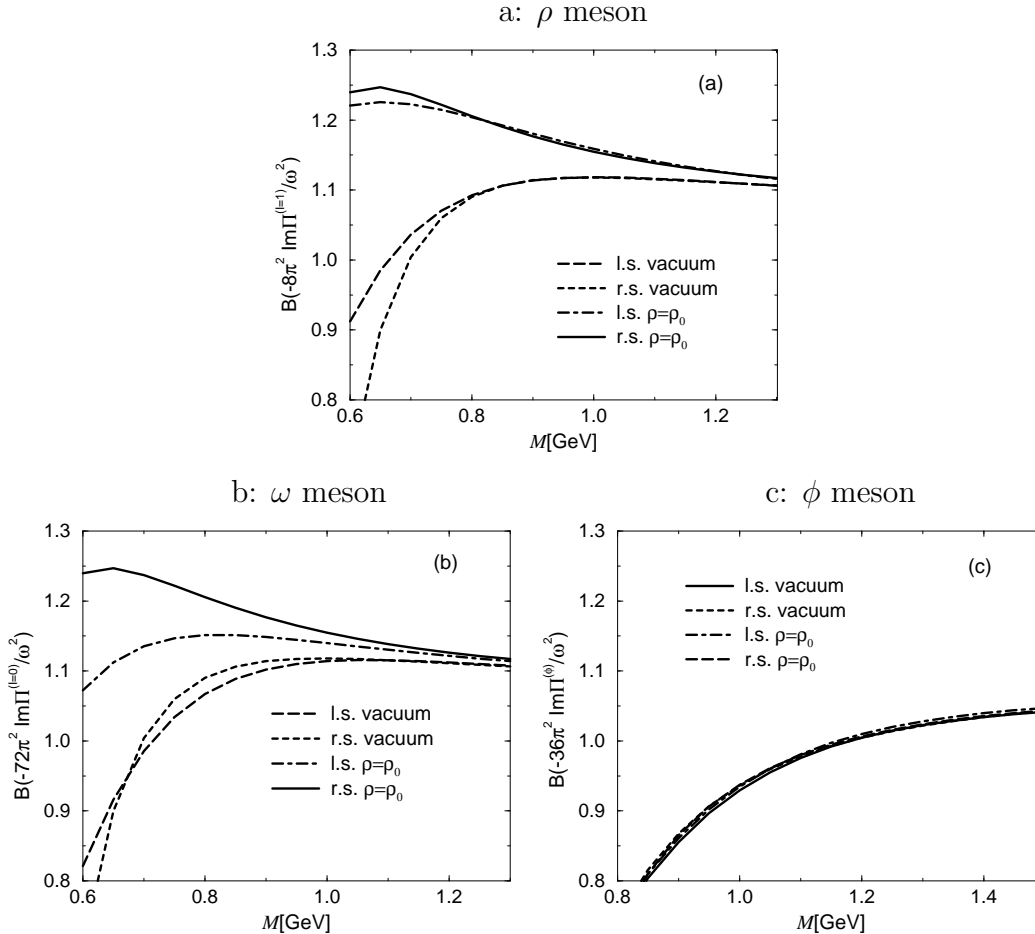 a: ρ meson
1.3
1.2
1.1
1.0
0.9
0.8
B(-8π² ImΠ^(I=1)/ω²)
(a)
l.s. vacuum
r.s. vacuum
l.s. ρ=ρ₀
r.s. ρ=ρ₀
0.6 0.8 1.0 1.2
M[GeV]
b: ω meson
1.3
1.2
1.1
1.0
0.9
0.8
B(-72π² ImΠ^(I=0)/ω²)
(b)
l.s. vacuum
r.s. vacuum
l.s. ρ=ρ₀
r.s. ρ=ρ₀
0.6 0.8 1.0 1.2
M[GeV]
c: ϕ meson
1.3
1.2
1.1
1.0
0.9
0.8
B(-36π² ImΠ^(ϕ)/ω²)
(c)
l.s. vacuum
r.s. vacuum
l.s. ρ=ρ₀
r.s. ρ=ρ₀
0.8 1.0 1.2 1.4
M[GeV]